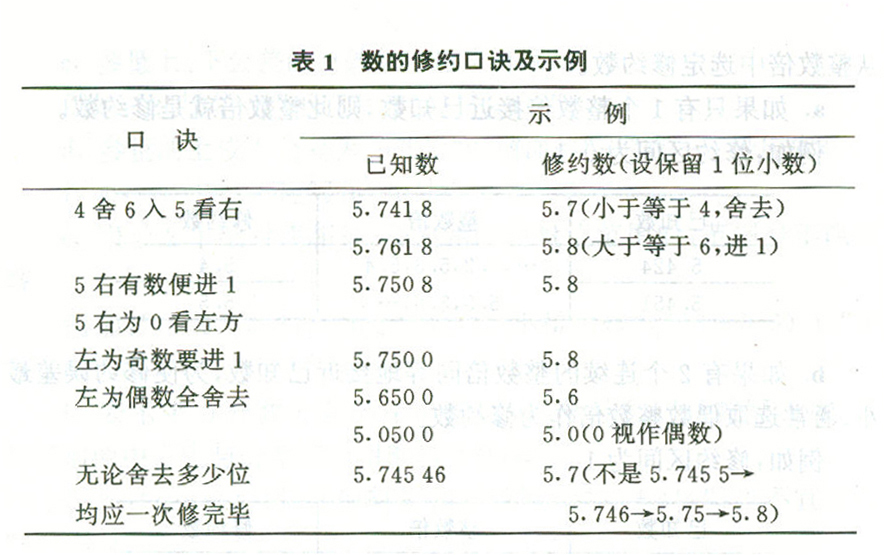 表 1 数的修约口诀及示例
口 诀
示 例
已知数 修约数(设保留 1 位小数)
4 舍 6 入 5 看右 5.741 8 5.7(小于等于 4,舍去)
5.761 8 5.8(大于等于 6,进 1)
5 右有数便进 1 5.750 8 5.8
5 右为 0 看左方
左为奇数要进 1 5.750 0 5.8
左为偶数全舍去 5.650 0 5.6
5.050 0 5.0(0 视作偶数)
无论舍去多少位 5.745 46 5.7(不是 5.745 5→
均应一次修完毕 5.746→5.75→5.8)